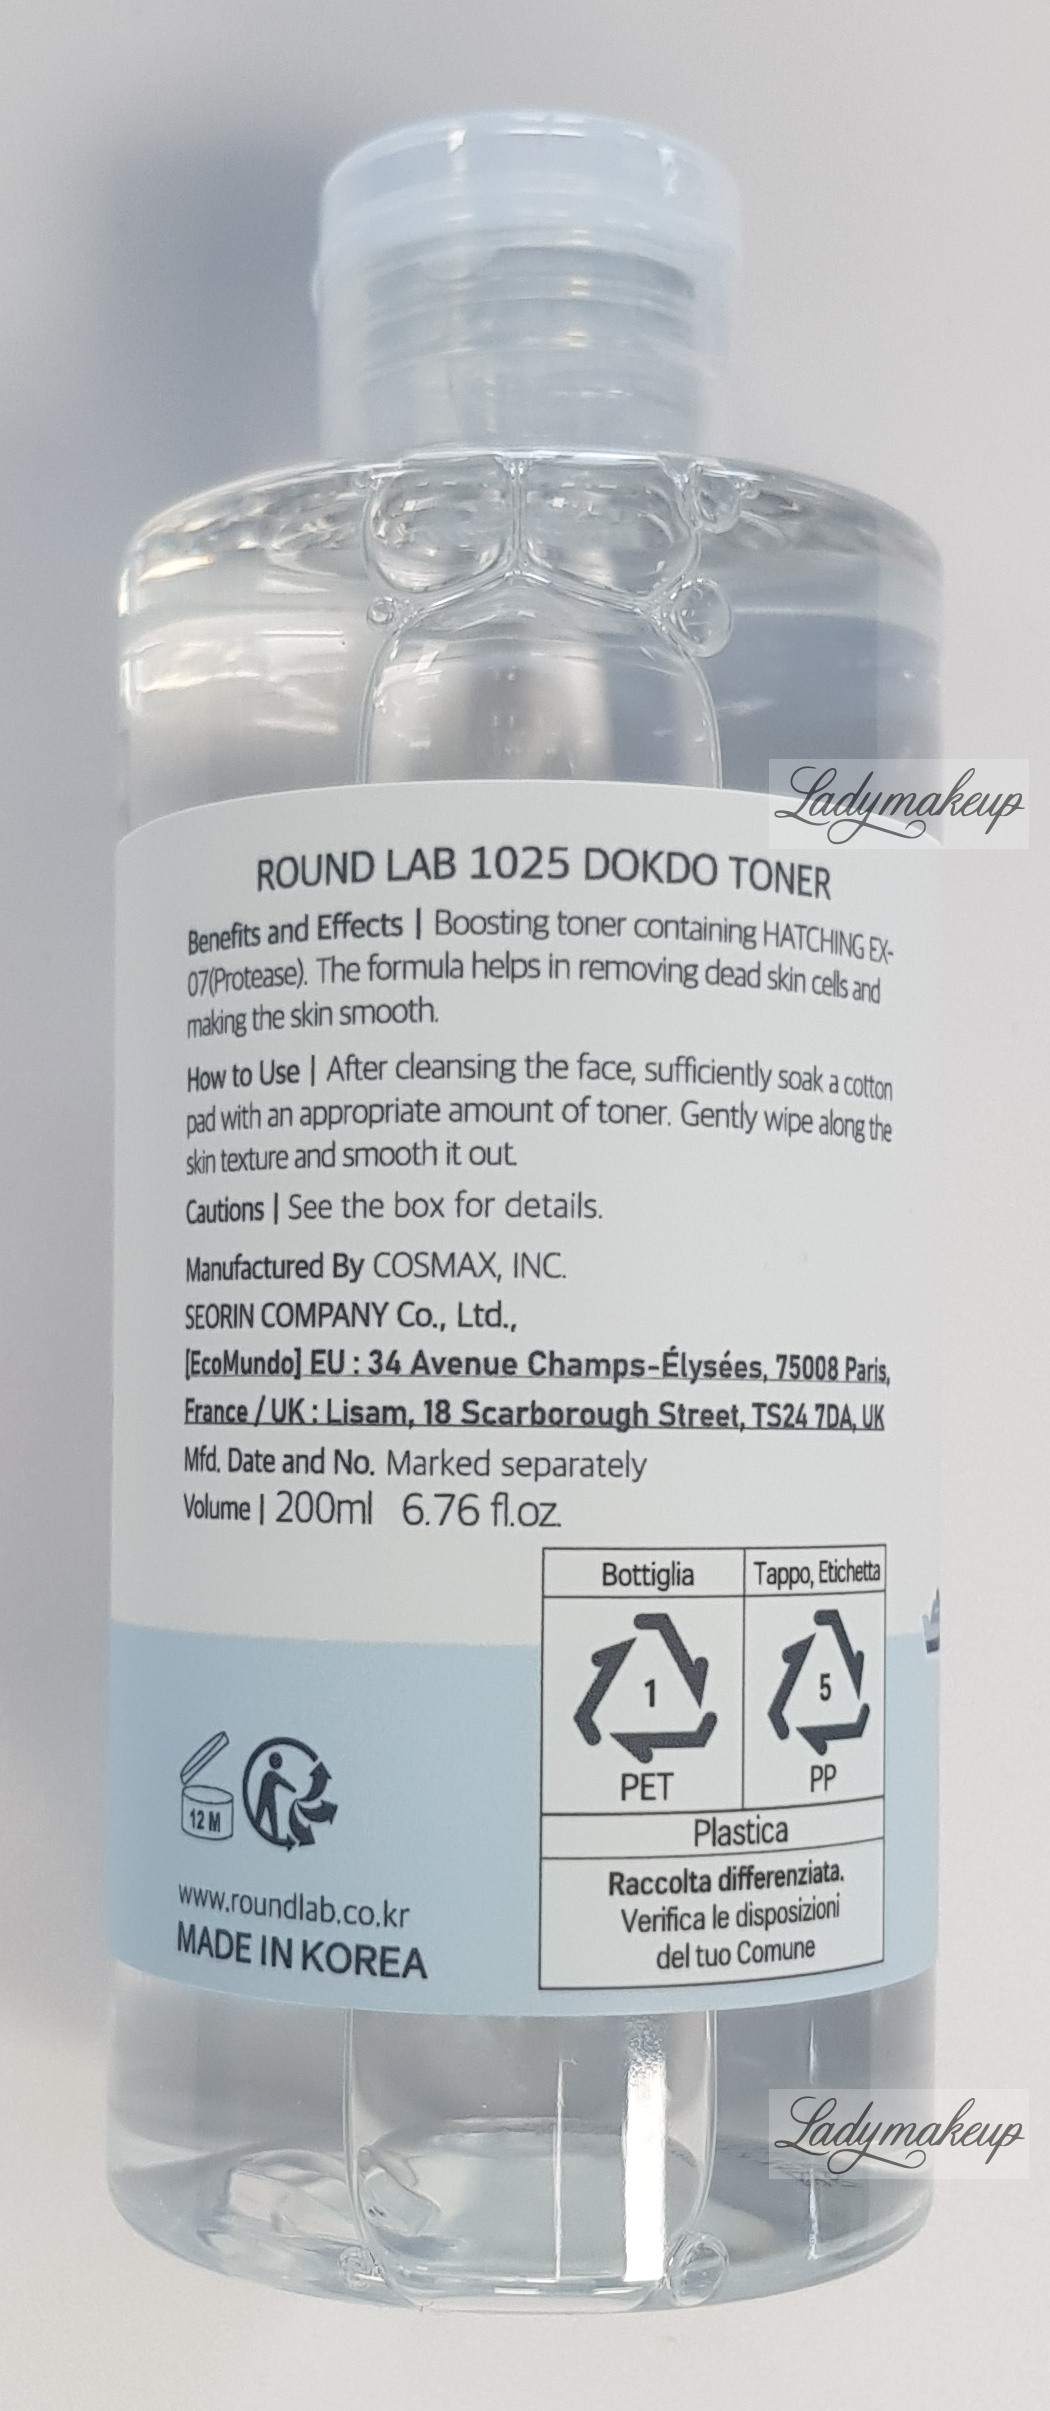 Ladymakeup
ROUND LAB 1025 DOKDO TONER
Benefits and Effects | Boosting toner containing HATCHING EX-
07(Protease). The formula helps in removing dead skin cells and
making the skin smooth.
How to Use | After cleansing the face, sufficiently soak a cotton
pad with an appropriate amount of toner. Gently wipe along the
skin texture and smooth it out.
Cautions | See the box for details.
Manufactured By COSMAX, INC.
SEORIN COMPANY Co., Ltd.,
[EcoMundo] EU : 34 Avenue Champs-Élysées, 75008 Paris,
France / UK : Lisam, 18 Scarborough Street, TS24 7DA, UK
Mfd. Date and No. Marked separately
Volume | 200ml 6.76 fl.oz.
Bottiglia
Tappo, Etichetta
1
5
PET
PP
Plastica
Raccolta differenziata.
Verifica le disposizioni
del tuo Comune
12 M
www.roundlab.co.kr
MADE IN KOREA
Ladymakeup